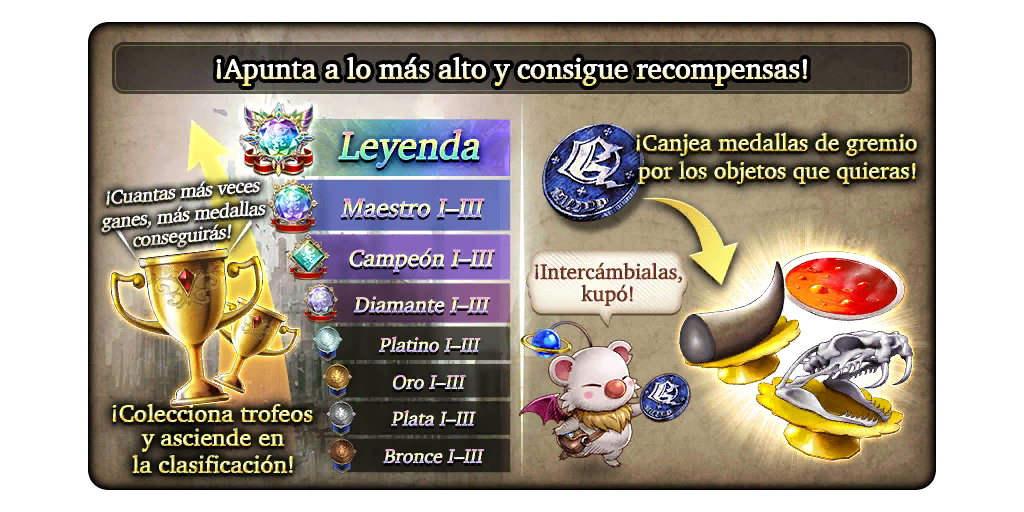 ¡Apunta a lo más alto y consigue recompensas!
¡Cuantas más veces
ganes, más medallas
conseguirás!
¡Colecciona trofeos
y asciende en
la clasificación!
Leyenda
Maestro I–III
Campeón I–III
Diamante I–III
Platino I–III
Oro I–III
Plata I–III
Bronce I–III
¡Canjea medallas de gremio
por los objetos que quieras!
¡Intercámbialas,
kupó!